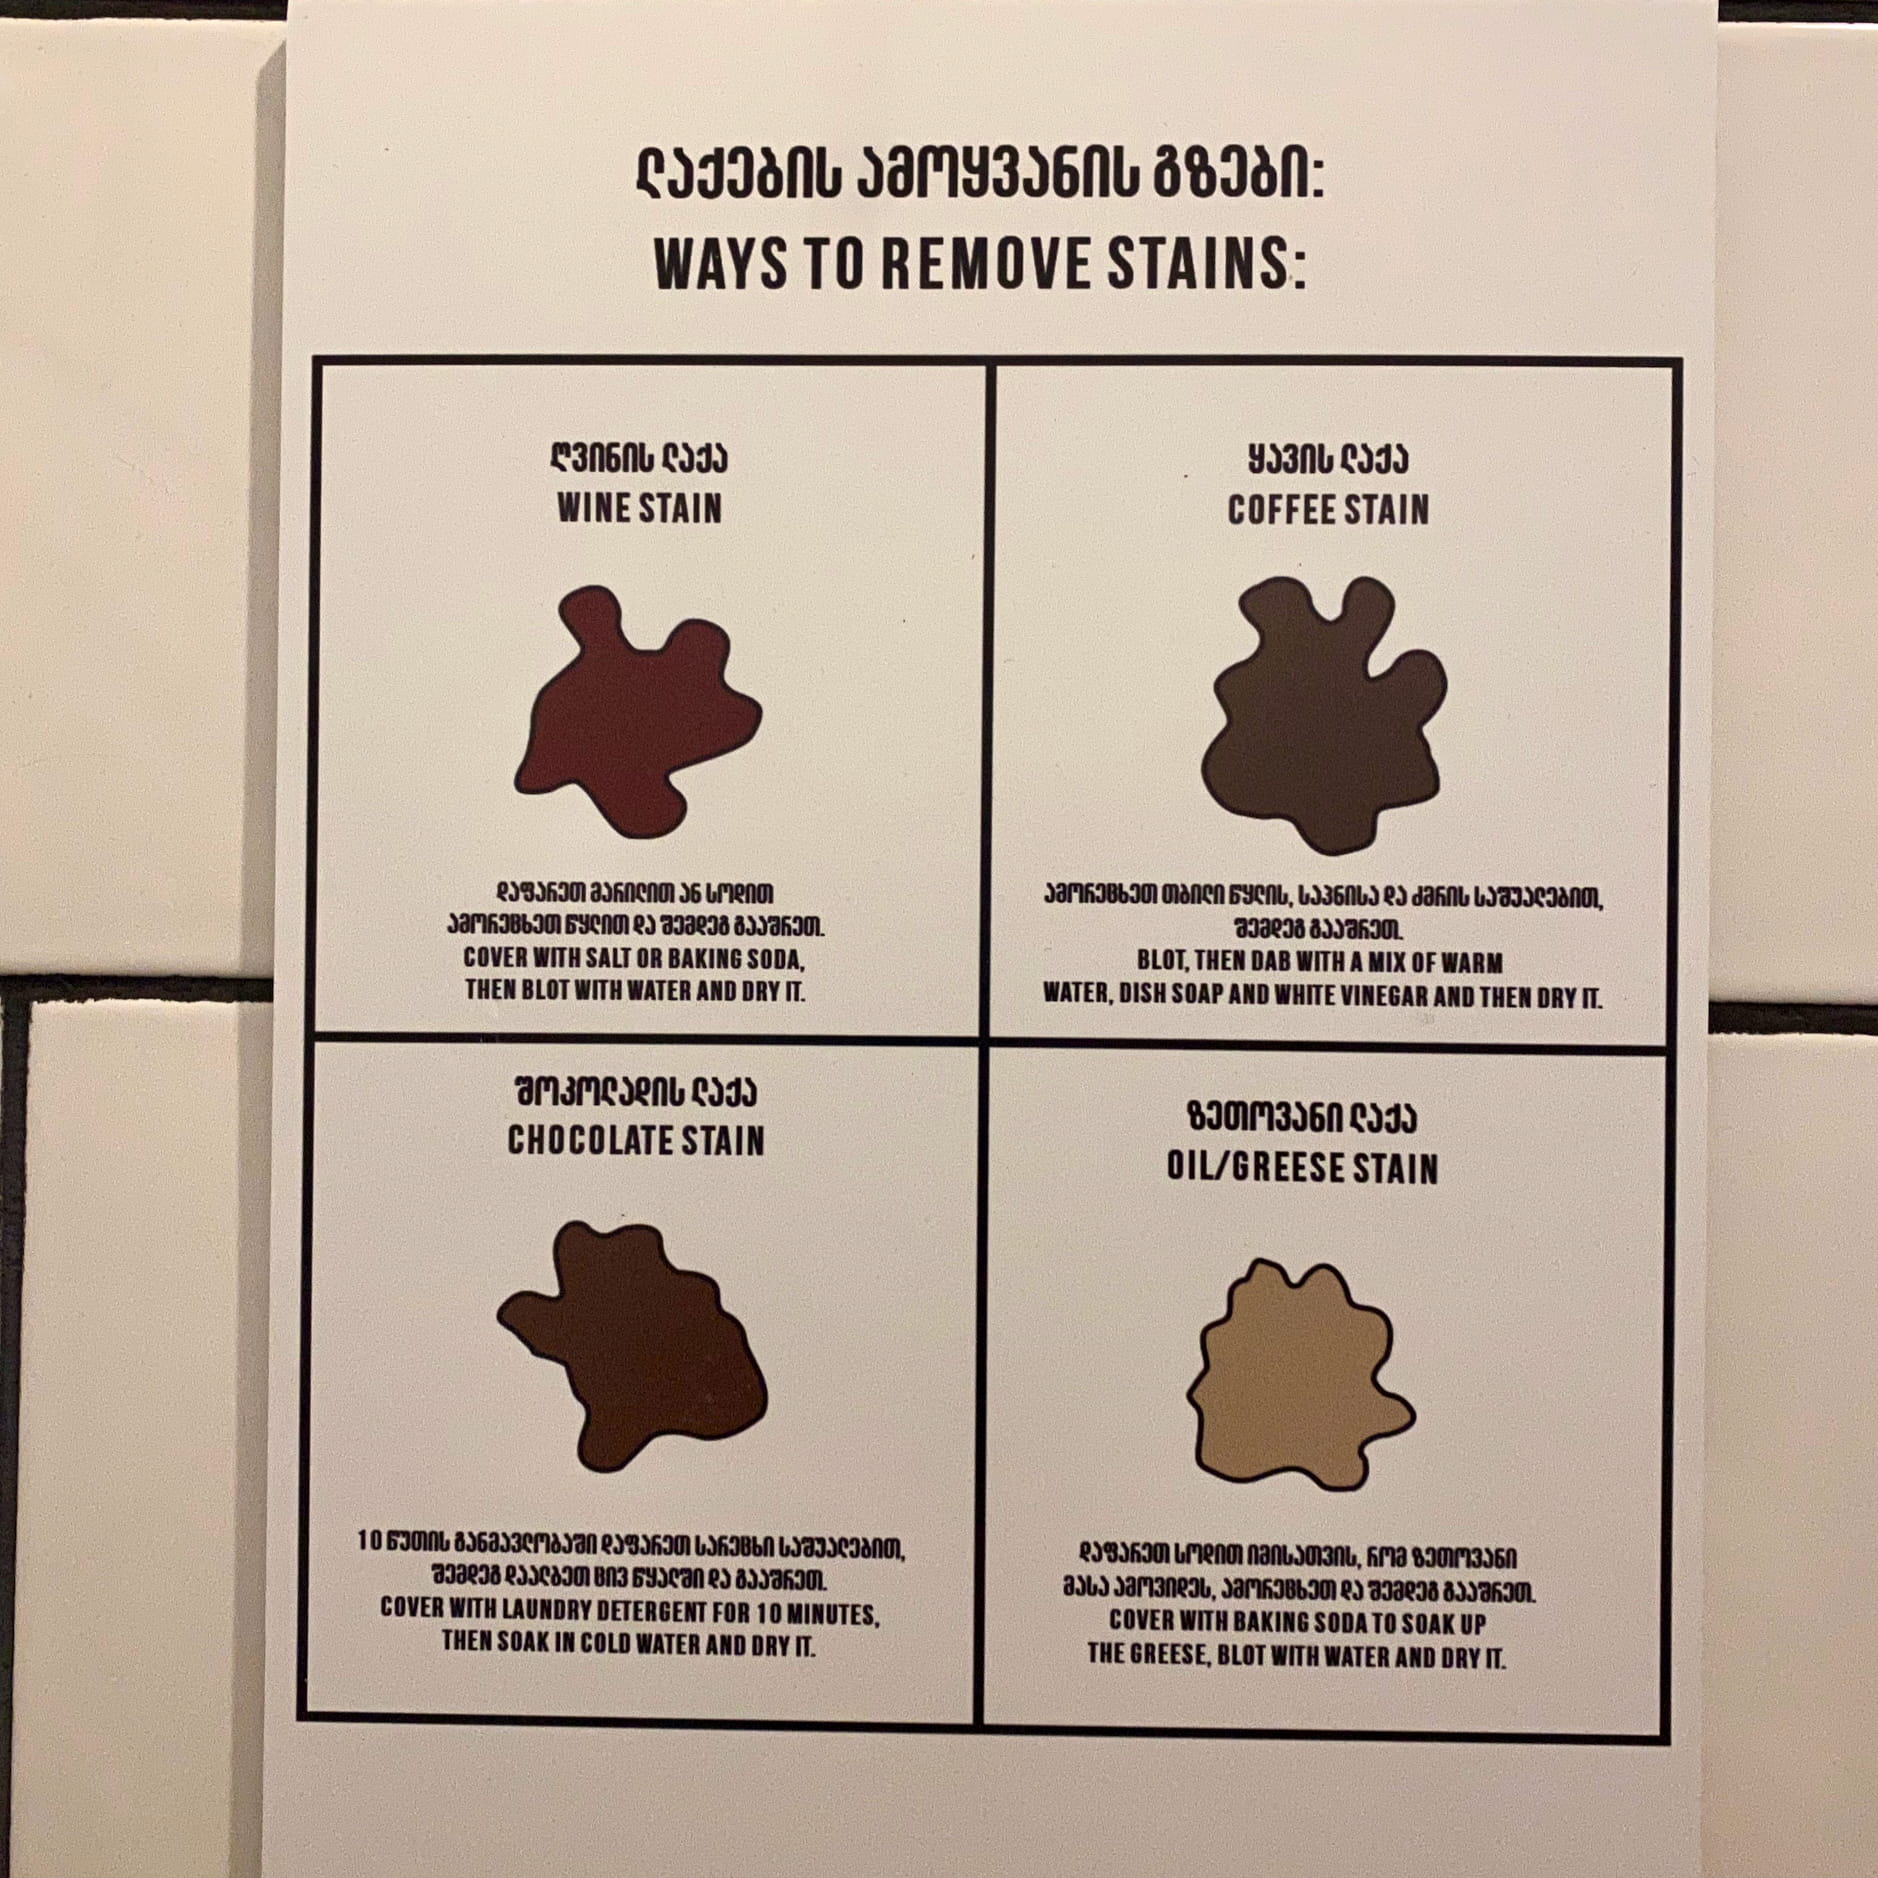 ლაქების ამოყვანის გზები:
WAYS TO REMOVE STAINS:
ღვინის ლაქა
WINE STAIN
დაფარეთ მარილით ან სოდით
ამორეცხეთ წყლით და შემდეგ გააშრეთ.
COVER WITH SALT OR BAKING SODA,
THEN BLOT WITH WATER AND DRY IT.
ყავის ლაქა
COFFEE STAIN
ამორეცხეთ თბილი წყლის, საპნისა და ძმრის საშუალებით,
შემდეგ გააშრეთ.
BLOT, THEN DAB WITH A MIX OF WARM
WATER, DISH SOAP AND WHITE VINEGAR AND THEN DRY IT.
შოკოლადის ლაქა
CHOCOLATE STAIN
10 წუთის განმავლობაში დაფარეთ სარეცხი საშუალებით,
შემდეგ დაალბეთ ცივ წყალში და გააშრეთ.
COVER WITH LAUNDRY DETERGENT FOR 10 MINUTES,
THEN SOAK IN COLD WATER AND DRY IT.
ზეთოვანი ლაქა
OIL/GREESE STAIN
დაფარეთ სოდით იმისათვის, რომ ზეთოვანი
მასა ამოვიდეს, ამორეცხეთ და შემდეგ გააშრეთ.
COVER WITH BAKING SODA TO SOAK UP
THE GREESE, BLOT WITH WATER AND DRY IT.